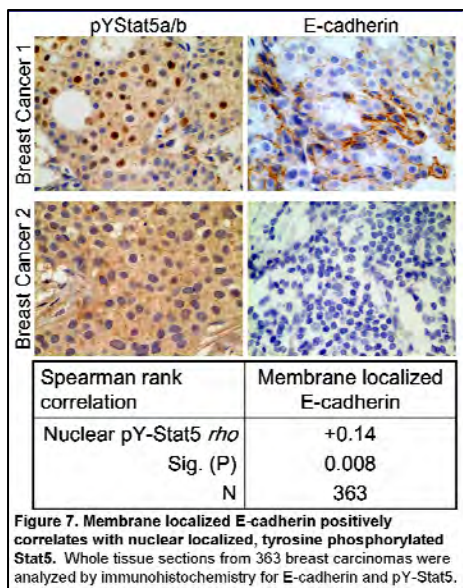 pYStat5a/b E-cadherin
Breast Cancer 1
Breast Cancer 2
Spearman rank correlation Membrane localized E-cadherin
Nuclear pY-Stat5 rho +0.14
Sig. (P) 0.008
N 363
Figure 7. Membrane localized E-cadherin positively
correlates with nuclear localized, tyrosine phosphorylated
Stat5. Whole tissue sections from 363 breast carcinomas were
analyzed by immunohistochemistry for E-cadherin and pY-Stat5